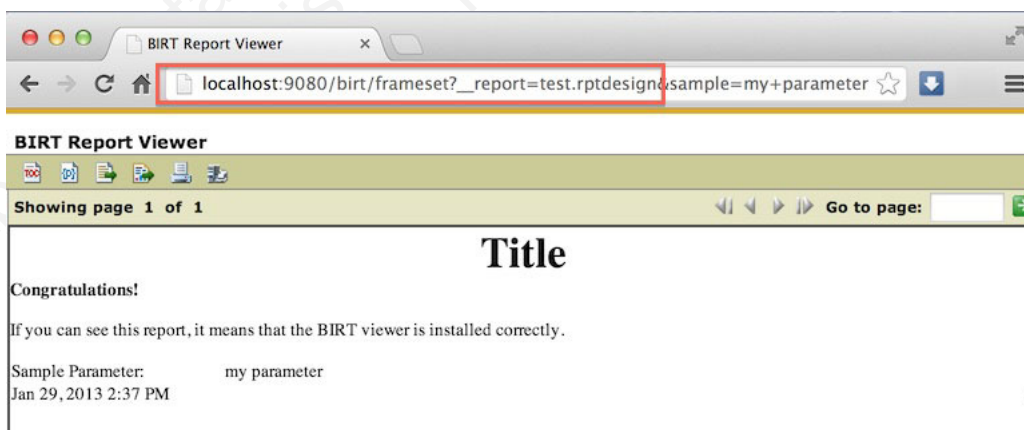 BIRT Report Viewer
localhost:9080/birt/frameset?__report=test.rptdesign&sample=my+parameter
BIRT Report Viewer
TOC
Showing page 1 of 1 Go to page:
Title
Congratulations!
If you can see this report, it means that the BIRT viewer is installed correctly.
Sample Parameter: my parameter
Jan 29, 2013 2:37 PM